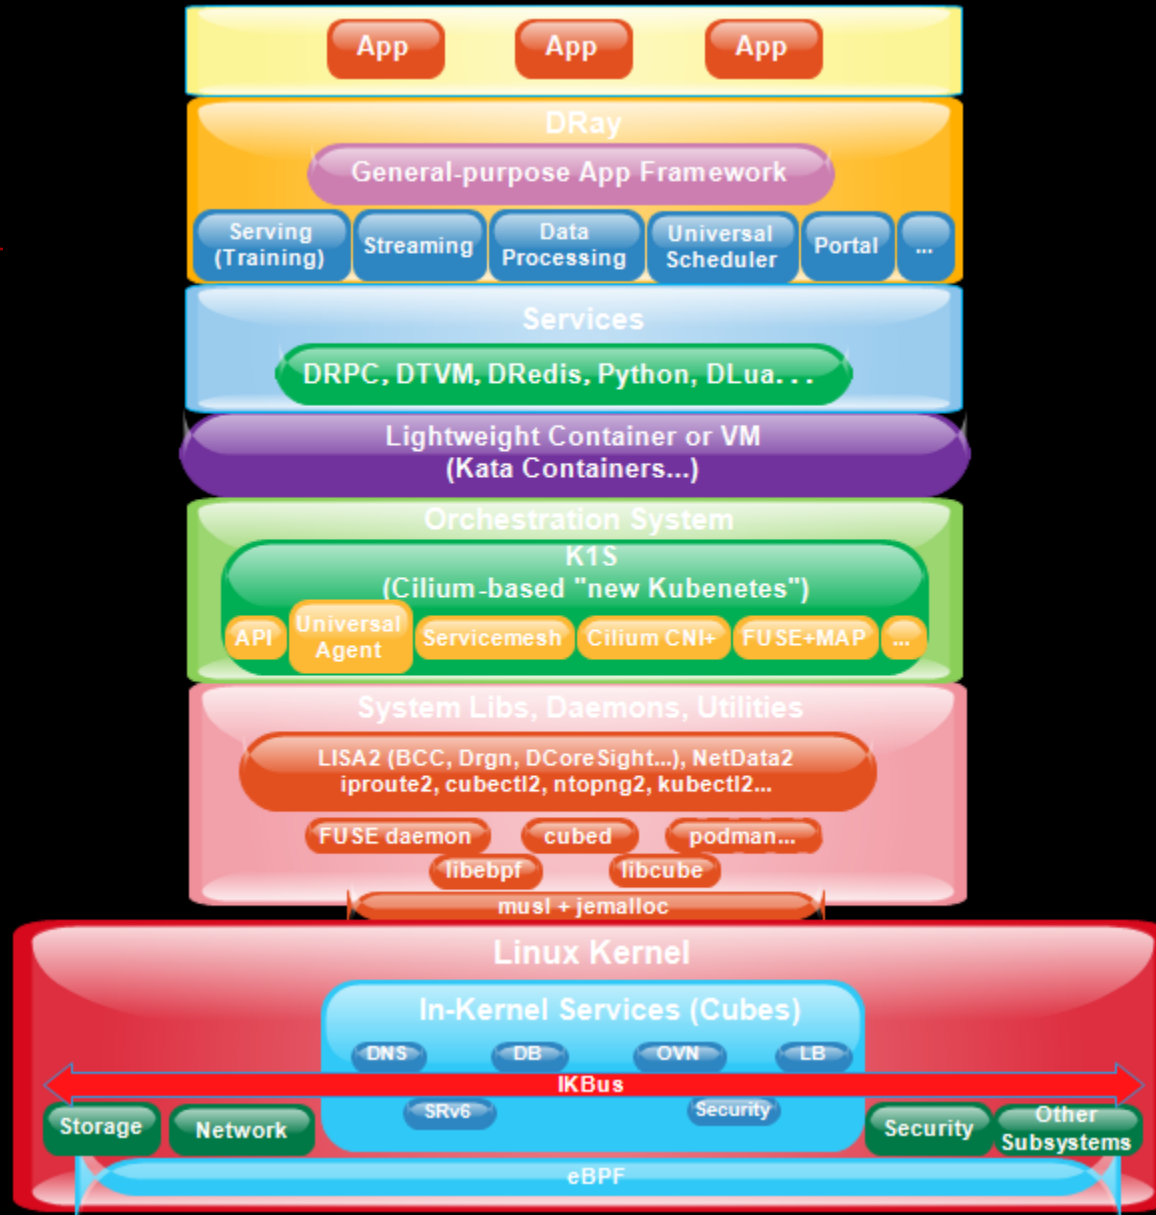 App App App
DRay
General-purpose App Framework
Serving (Training) Streaming Data Processing Universal Scheduler Portal ...
Services
DRPC, DTVM, DRedis, Python, DLua...
Lightweight Container or VM
(Kata Containers...)
Orchestration System
K1S
(Cilium-based "new Kubenetes")
API Universal Agent Servicemesh Cilium CNI+ FUSE+MAP ...
System Libs, Daemons, Utilities
LISA2 (BCC, Drgn, DCoreSight...), NetData2
iproute2, cubectl2, ntopng2, kubectl2...
FUSE daemon cubed podman...
libebpf libcube
musl + jemalloc
Linux Kernel
In-Kernel Services (Cubes)
DNS DB OVN LB
IKBus
SRv6 Security
Storage Network Security Other Subsystems
eBPF